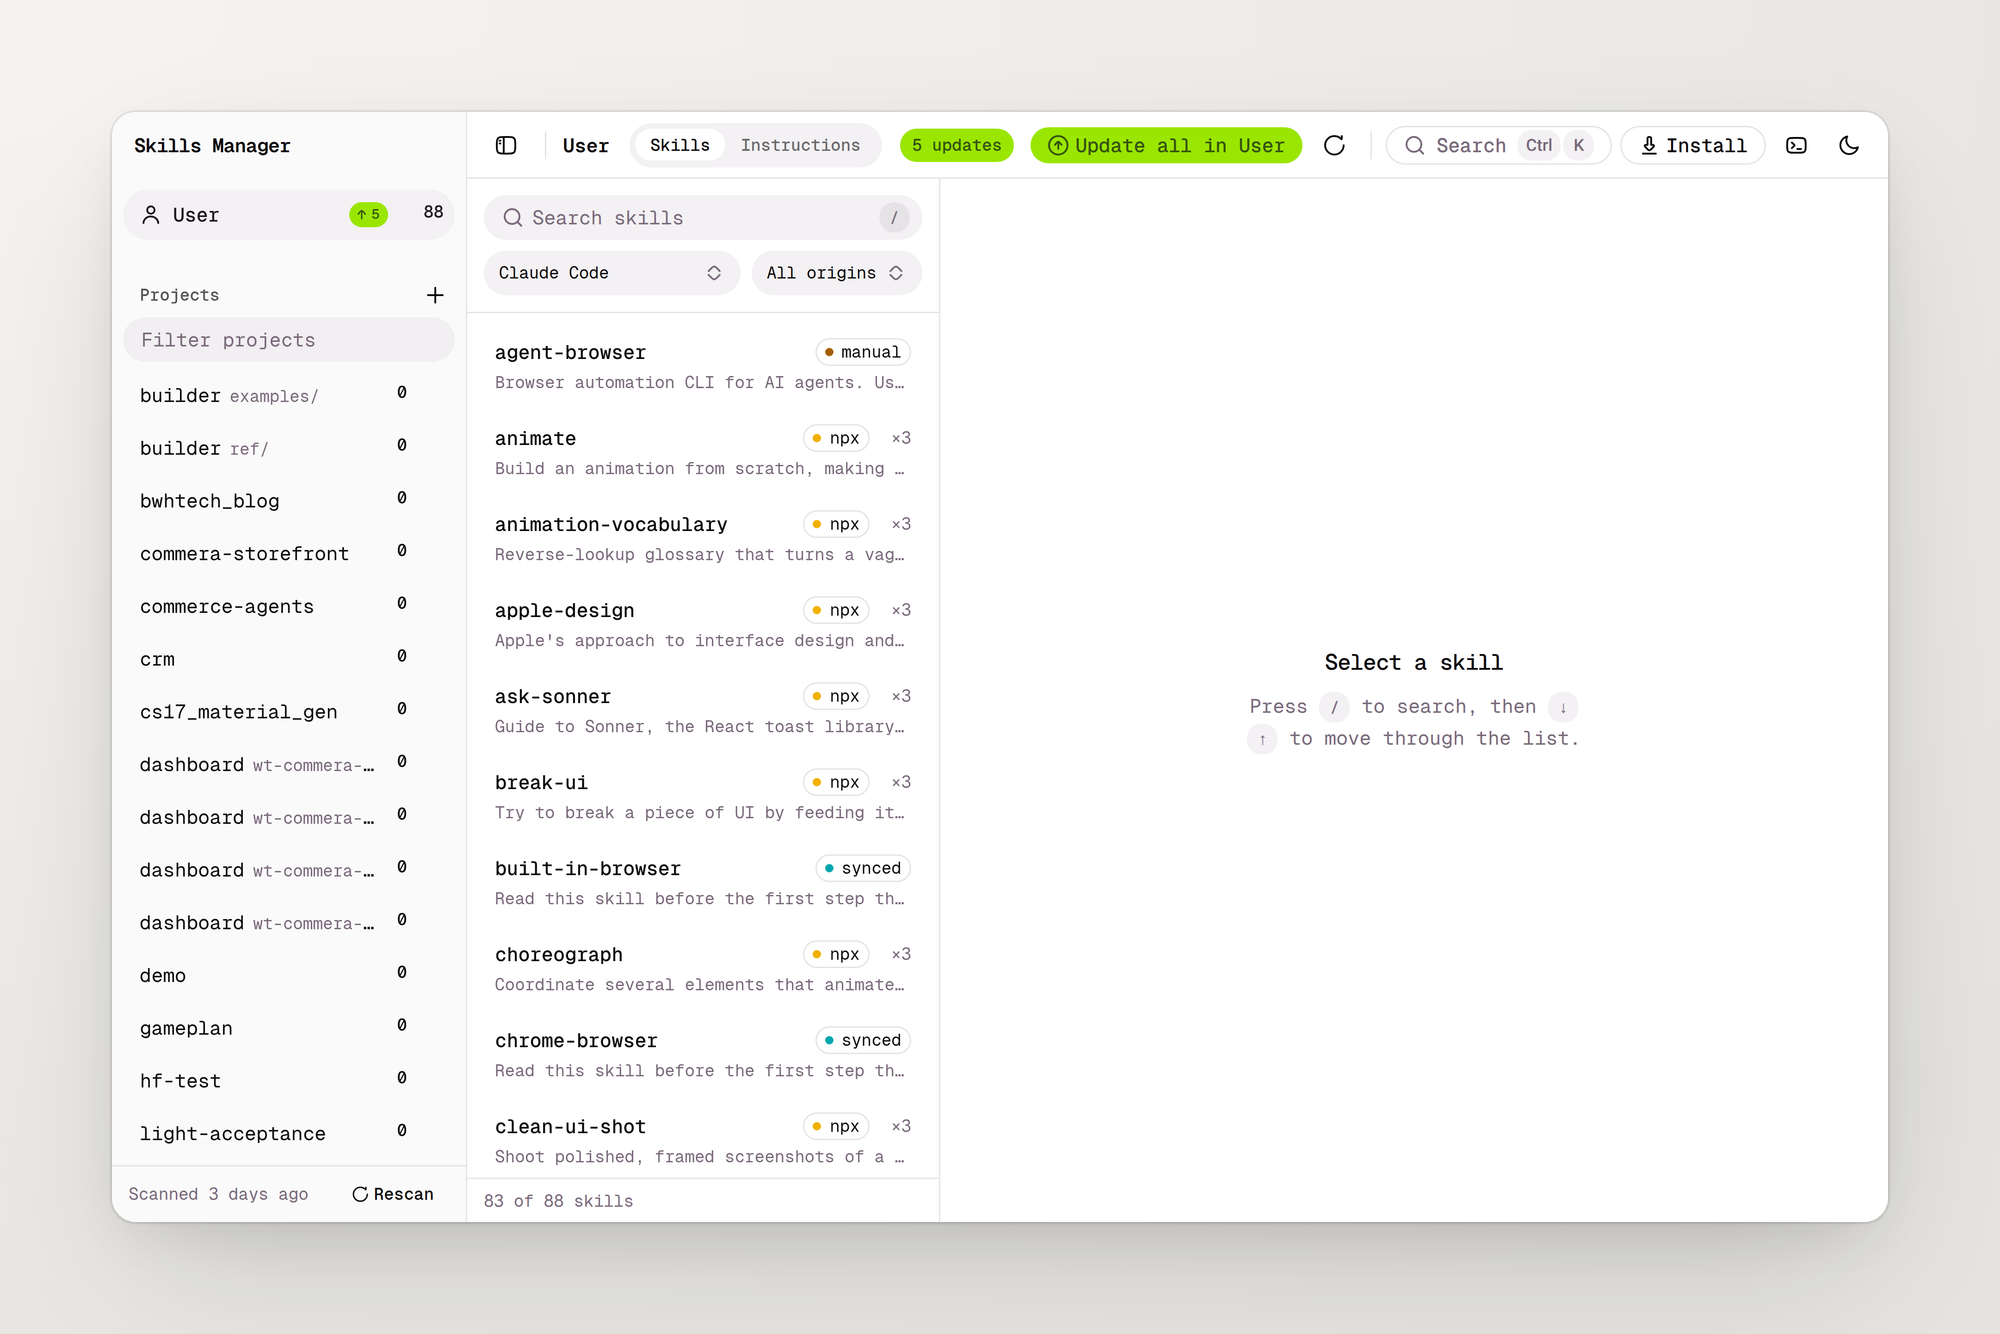 Skills Manager
User ↑ 5 88
Projects +
Filter projects
builder examples/ 0
builder ref/ 0
bwhtech_blog 0
commera-storefront 0
commerce-agents 0
crm 0
cs17_material_gen 0
dashboard wt-commera-… 0
dashboard wt-commera-… 0
dashboard wt-commera-… 0
dashboard wt-commera-… 0
demo 0
gameplan 0
hf-test 0
light-acceptance 0
Scanned 3 days ago Rescan
User Skills Instructions 5 updates Update all in User Search Ctrl K Install
Search skills /
Claude Code All origins
agent-browser manual
Browser automation CLI for AI agents. Us…
animate npx ×3
Build an animation from scratch, making …
animation-vocabulary npx ×3
Reverse-lookup glossary that turns a vag…
apple-design npx ×3
Apple's approach to interface design and…
ask-sonner npx ×3
Guide to Sonner, the React toast library…
break-ui npx ×3
Try to break a piece of UI by feeding it…
built-in-browser synced
Read this skill before the first step th…
choreograph npx ×3
Coordinate several elements that animate…
chrome-browser synced
Read this skill before the first step th…
clean-ui-shot npx ×3
Shoot polished, framed screenshots of a …
83 of 88 skills
Select a skill
Press / to search, then ↓
↑ to move through the list.